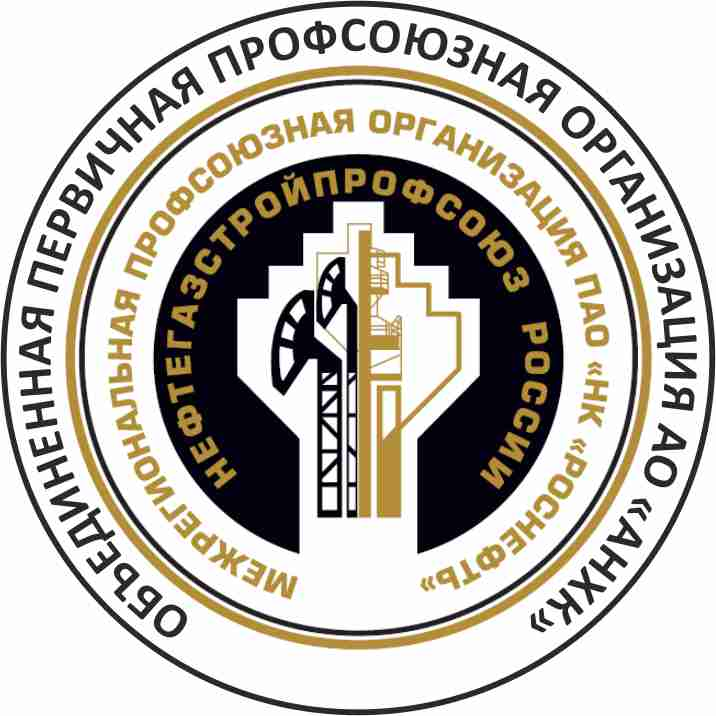 ОБЪЕДИНЕННАЯ ПЕРВИЧНАЯ ПРОФСОЮЗНАЯ ОРГАНИЗАЦИЯ АО «АНХК»
МЕЖРЕГИОНАЛЬНАЯ ПРОФСОЮЗНАЯ ОРГАНИЗАЦИЯ ПАО «НК «РОСНЕФТЬ»
НЕФТЕГАЗСТРОЙПРОФСОЮЗ РОССИИ